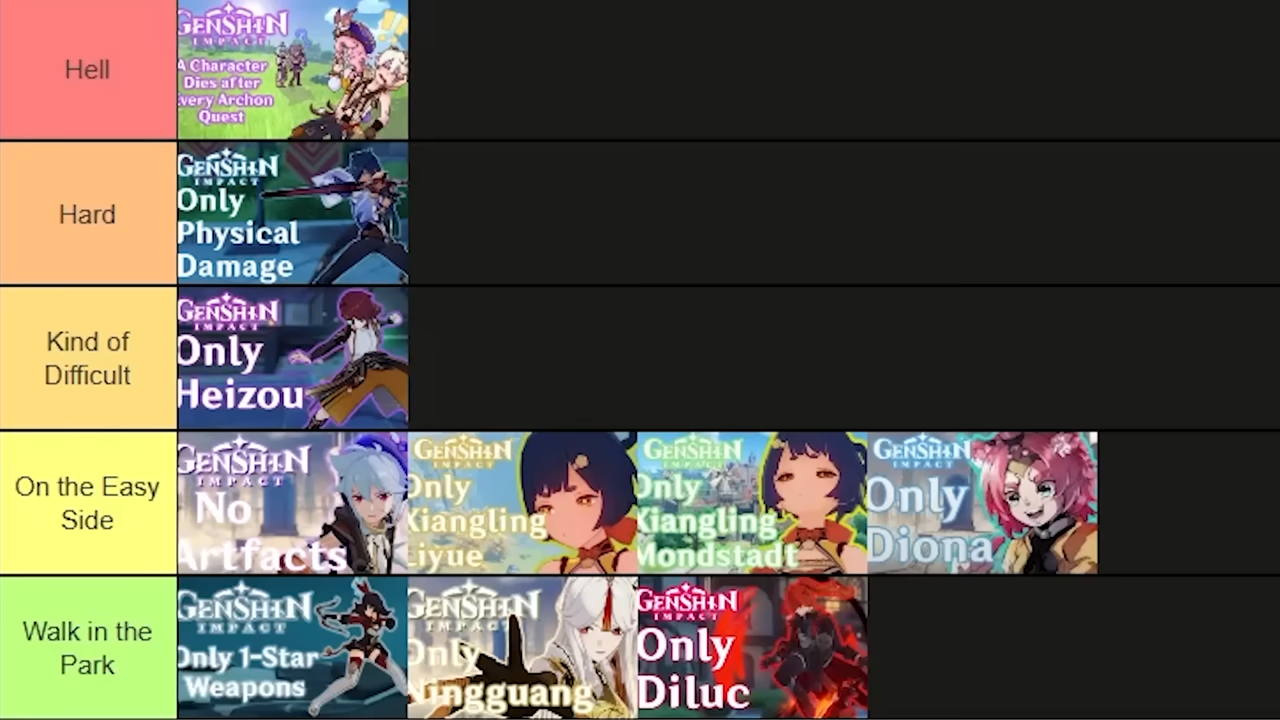 Hell
GENSHIN
IMPACT
A Character
Dies after
Every Archon
Quest
Hard
GENSHIN
IMPACT
Only
Physical
Damage
Kind of
Difficult
GENSHIN
IMPACT
Only
Heizou
On the Easy
Side
GENSHIN
IMPACT
No
Artfacts
GENSHIN
IMPACT
Only
Xiangling
Liyue
GENSHIN
IMPACT
Only
Xiangling
Mondstadt
GENSHIN
IMPACT
Only
Diona
Walk in the
Park
GENSHIN
IMPACT
Only 1-Star
Weapons
GENSHIN
IMPACT
Only
Ningguang
GENSHIN
IMPACT
Only
Diluc